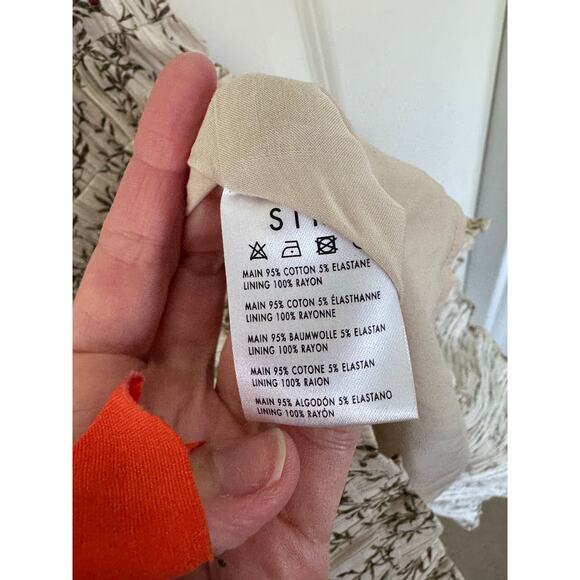 MAIN 95% COTTON 5% ELASTANE
LINING 100% RAYON
MAIN 95% COTON 5% ÉLASTHANNE
LINING 100% RAYONNE
MAIN 95% BAUMWOLLE 5% ELASTAN
LINING 100% RAYON
MAIN 95% COTONE 5% ELASTAN
LINING 100% RAION
MAIN 95% ALGODÓN 5% ELASTANO
LINING 100% RAYÓN